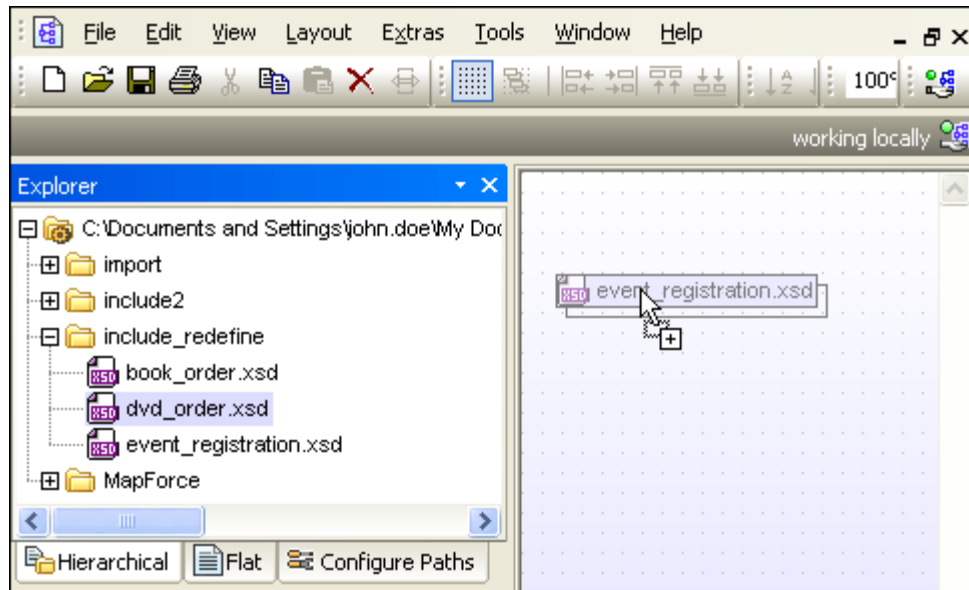 File Edit View Layout Extras Tools Window Help
100%
working locally
Explorer
C:\Documents and Settings\john.doe\My Doc
import
include2
event_registration.xsd
include_redefine
book_order.xsd
dvd_order.xsd
event_registration.xsd
MapForce
Hierarchical Flat Configure Paths